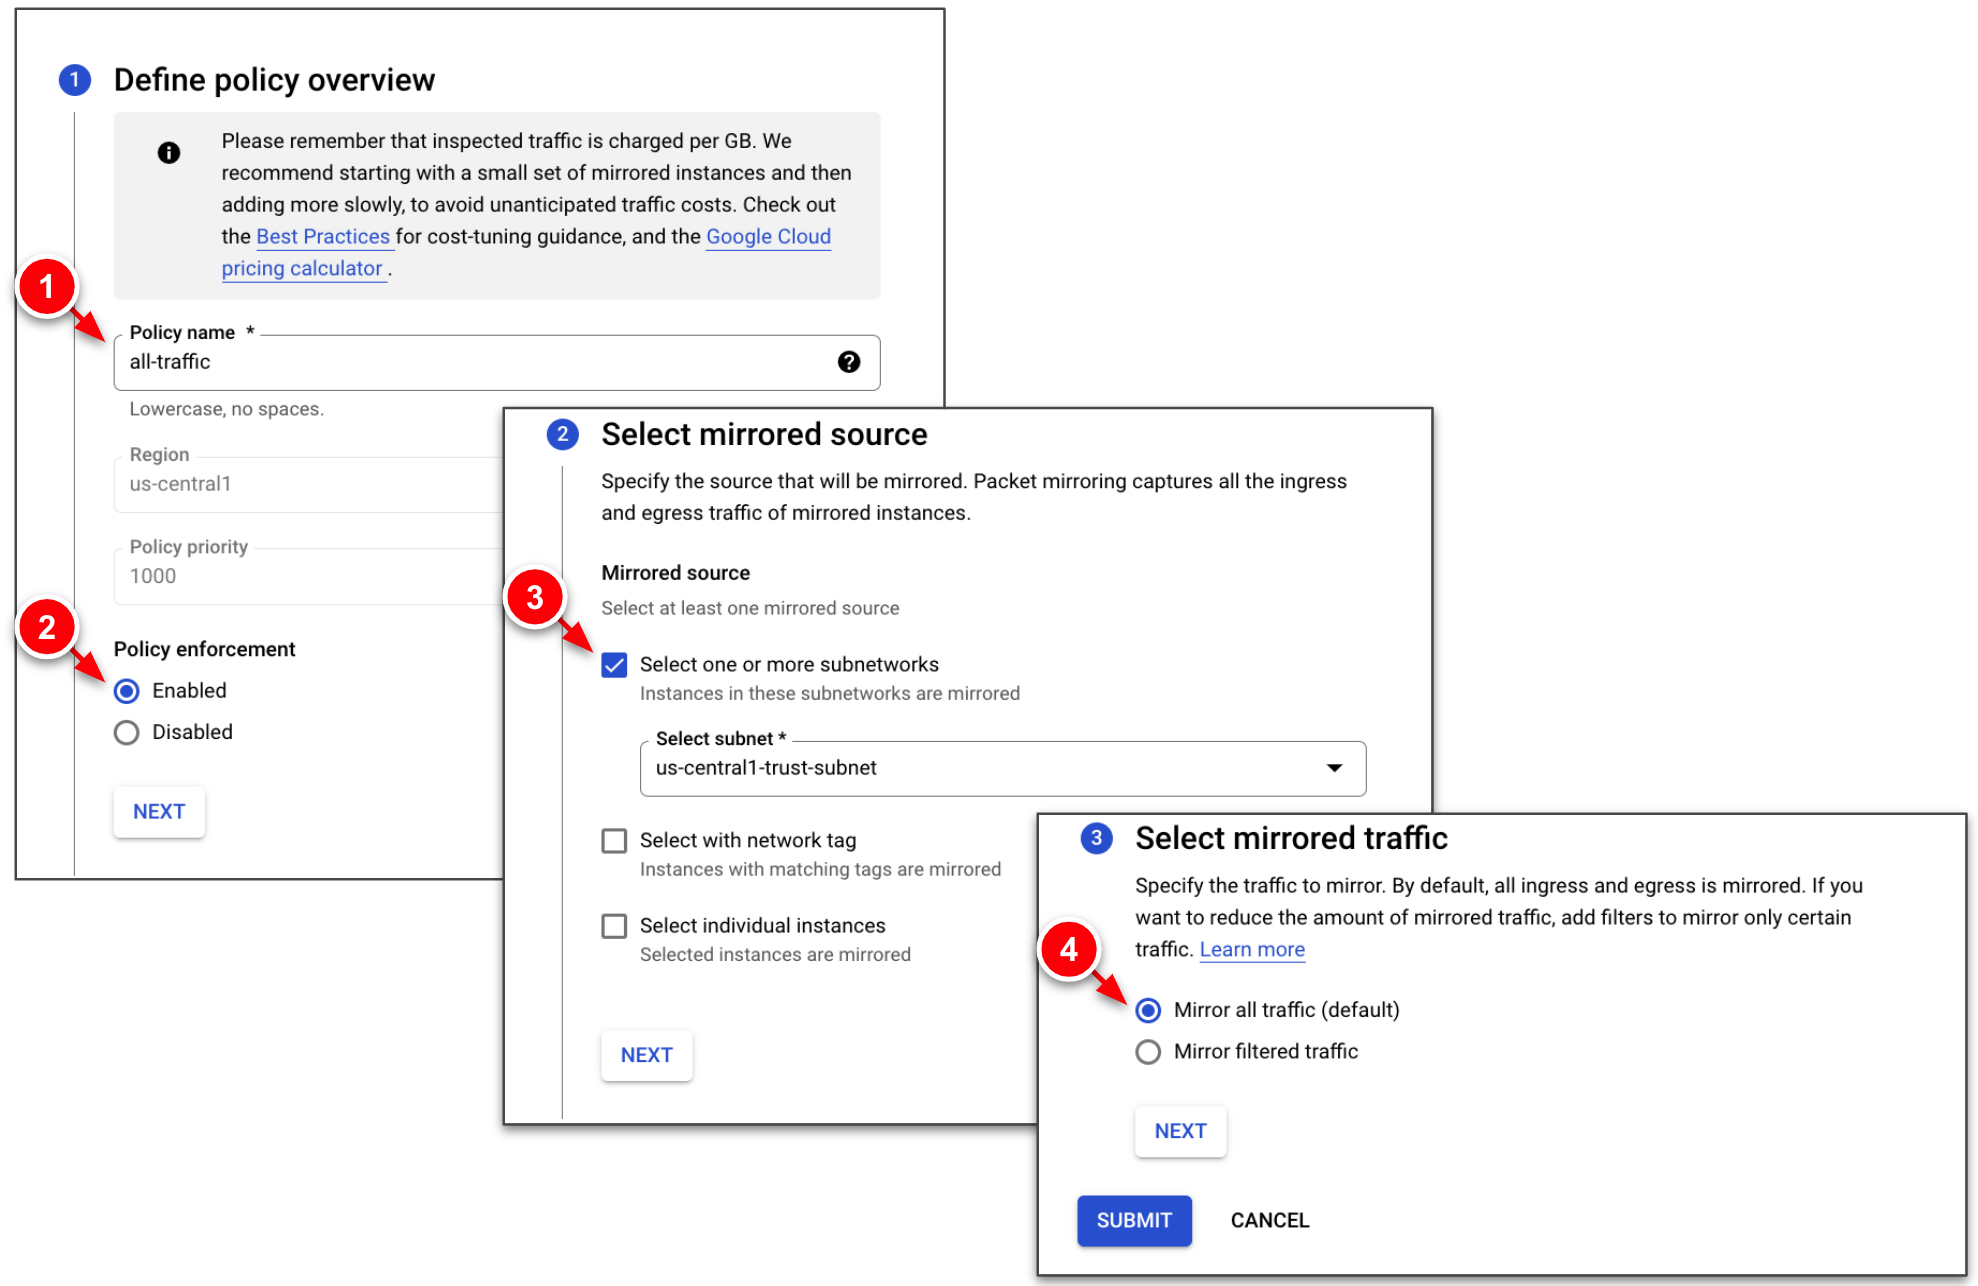 1 Define policy overview
Please remember that inspected traffic is charged per GB. We
recommend starting with a small set of mirrored instances and then
adding more slowly, to avoid unanticipated traffic costs. Check out
the Best Practices for cost-tuning guidance, and the Google Cloud
pricing calculator .
1
Policy name *
all-traffic
Lowercase, no spaces.
Region
us-central1
Policy priority
1000
2
Policy enforcement
Enabled
Disabled
NEXT
2 Select mirrored source
Specify the source that will be mirrored. Packet mirroring captures all the ingress
and egress traffic of mirrored instances.
Mirrored source
3
Select at least one mirrored source
Select one or more subnetworks
Instances in these subnetworks are mirrored
Select subnet *
us-central1-trust-subnet
Select with network tag
Instances with matching tags are mirrored
Select individual instances
Selected instances are mirrored
NEXT
3 Select mirrored traffic
Specify the traffic to mirror. By default, all ingress and egress is mirrored. If you
want to reduce the amount of mirrored traffic, add filters to mirror only certain
traffic. Learn more
4
Mirror all traffic (default)
Mirror filtered traffic
NEXT
SUBMIT CANCEL